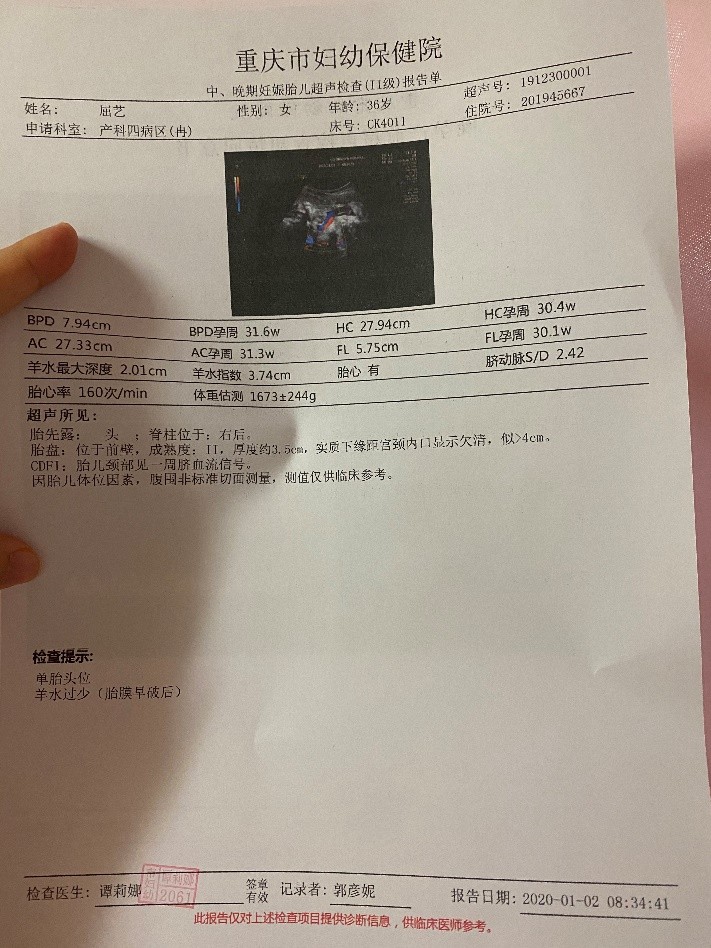 重庆市妇幼保健院
中、晚期妊娠胎儿超声检查(II级)报告单
超声号: 1912300001
姓名: 屈艺 性别: 女 年龄: 36岁 住院号: 201945667
申请科室: 产科四病区(冉) 床号: CK4011
BPD 7.94cm BPD孕周 31.6w HC 27.94cm HC孕周 30.4w
AC 27.33cm AC孕周 31.3w FL 5.75cm FL孕周 30.1w
羊水最大深度 2.01cm 羊水指数 3.74cm 胎心 有 脐动脉S/D 2.42
胎心率 160次/min 体重估测 1673±244g
超声所见:
胎先露: 头 ; 脊柱位于: 右后。
胎盘: 位于前壁, 成熟度: II, 厚度约3.5cm, 实质下缘距宫颈内口显示欠清, 似>4cm。
CDFI: 胎儿颈部见一周脐血流信号。
因胎儿体位因素, 腹围非标准切面测量, 测值仅供临床参考。
检查提示:
单胎头位
羊水过少 (胎膜早破后)
检查医生: 谭莉娜 2061 签章有效 记录者: 郭彦妮 报告日期: 2020-01-02 08:34:41
此报告仅对上述检查项目提供诊断信息, 供临床医师参考。